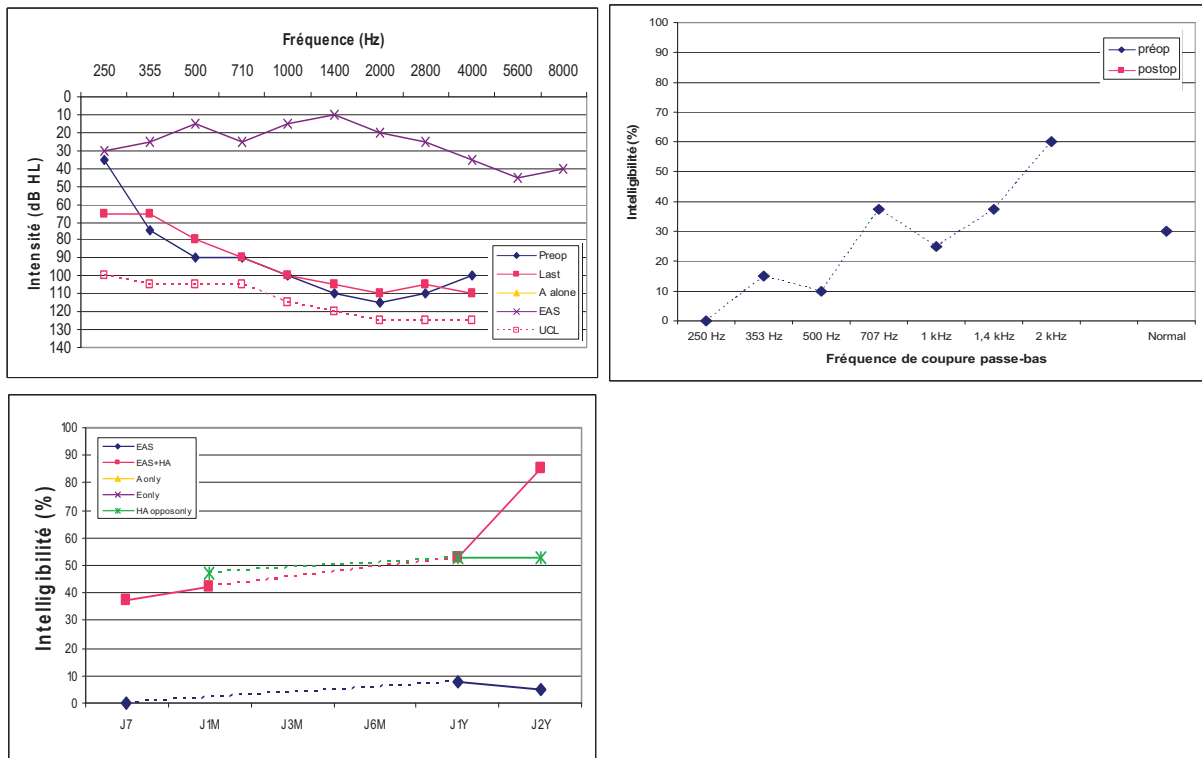 Fréquence (Hz)
250 355 500 710 1000 1400 2000 2800 4000 5600 8000
0
10
20
30
40
50
60
70
80
90
100
110
120
130
140
Intensité (dB HL)
Preop
Last
A alone
EAS
UCL
100
90
80
70
60
50
40
30
20
10
0
Intelligibilité (%)
préop
postop
250 Hz 353 Hz 500 Hz 707 Hz 1 kHz 1,4 kHz 2 kHz Normal
Fréquence de coupure passe-bas
100
90
80
70
60
50
40
30
20
10
0
Intelligibilité (%)
EAS
EAS+HA
A only
E only
HA oppos only
J7 J1M J3M J6M J1Y J2Y